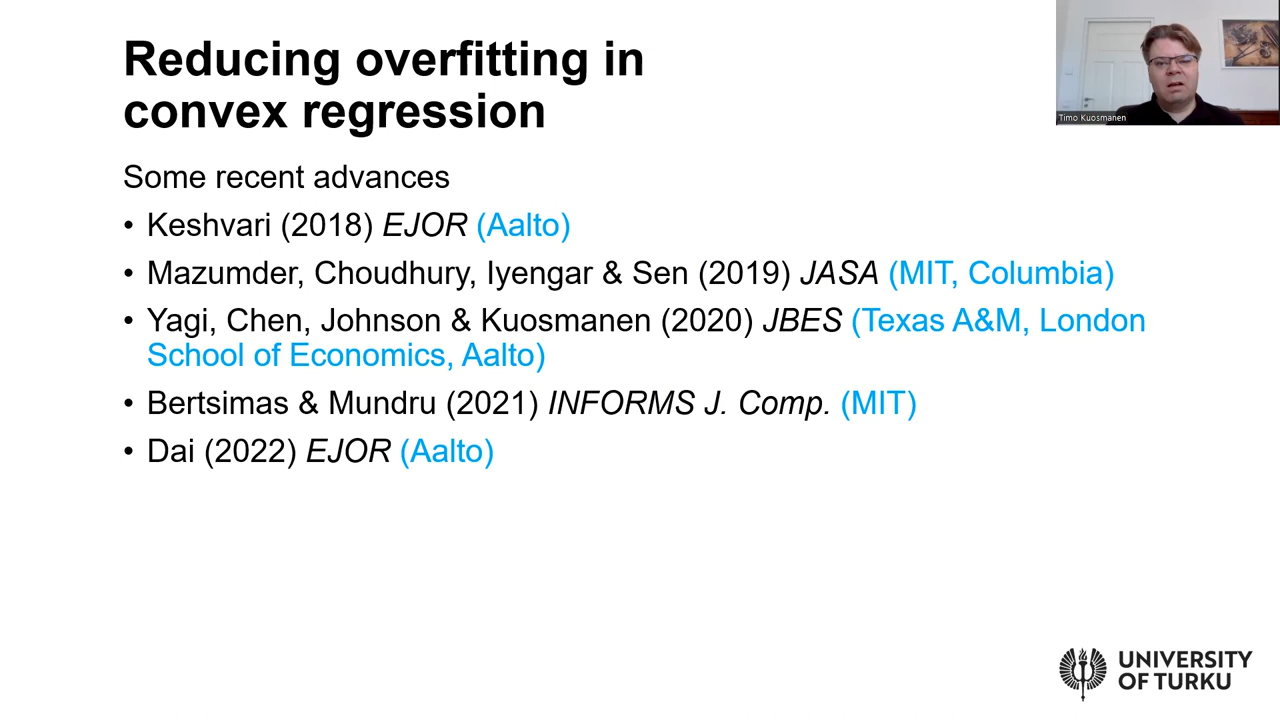 Reducing overfitting in
convex regression
Timo Kuosmanen
Some recent advances
• Keshvari (2018) EJOR (Aalto)
• Mazumder, Choudhury, Iyengar & Sen (2019) JASA (MIT, Columbia)
• Yagi, Chen, Johnson & Kuosmanen (2020) JBES (Texas A&M, London
School of Economics, Aalto)
• Bertsimas & Mundru (2021) INFORMS J. Comp. (MIT)
• Dai (2022) EJOR (Aalto)
UNIVERSITY
OF TURKU